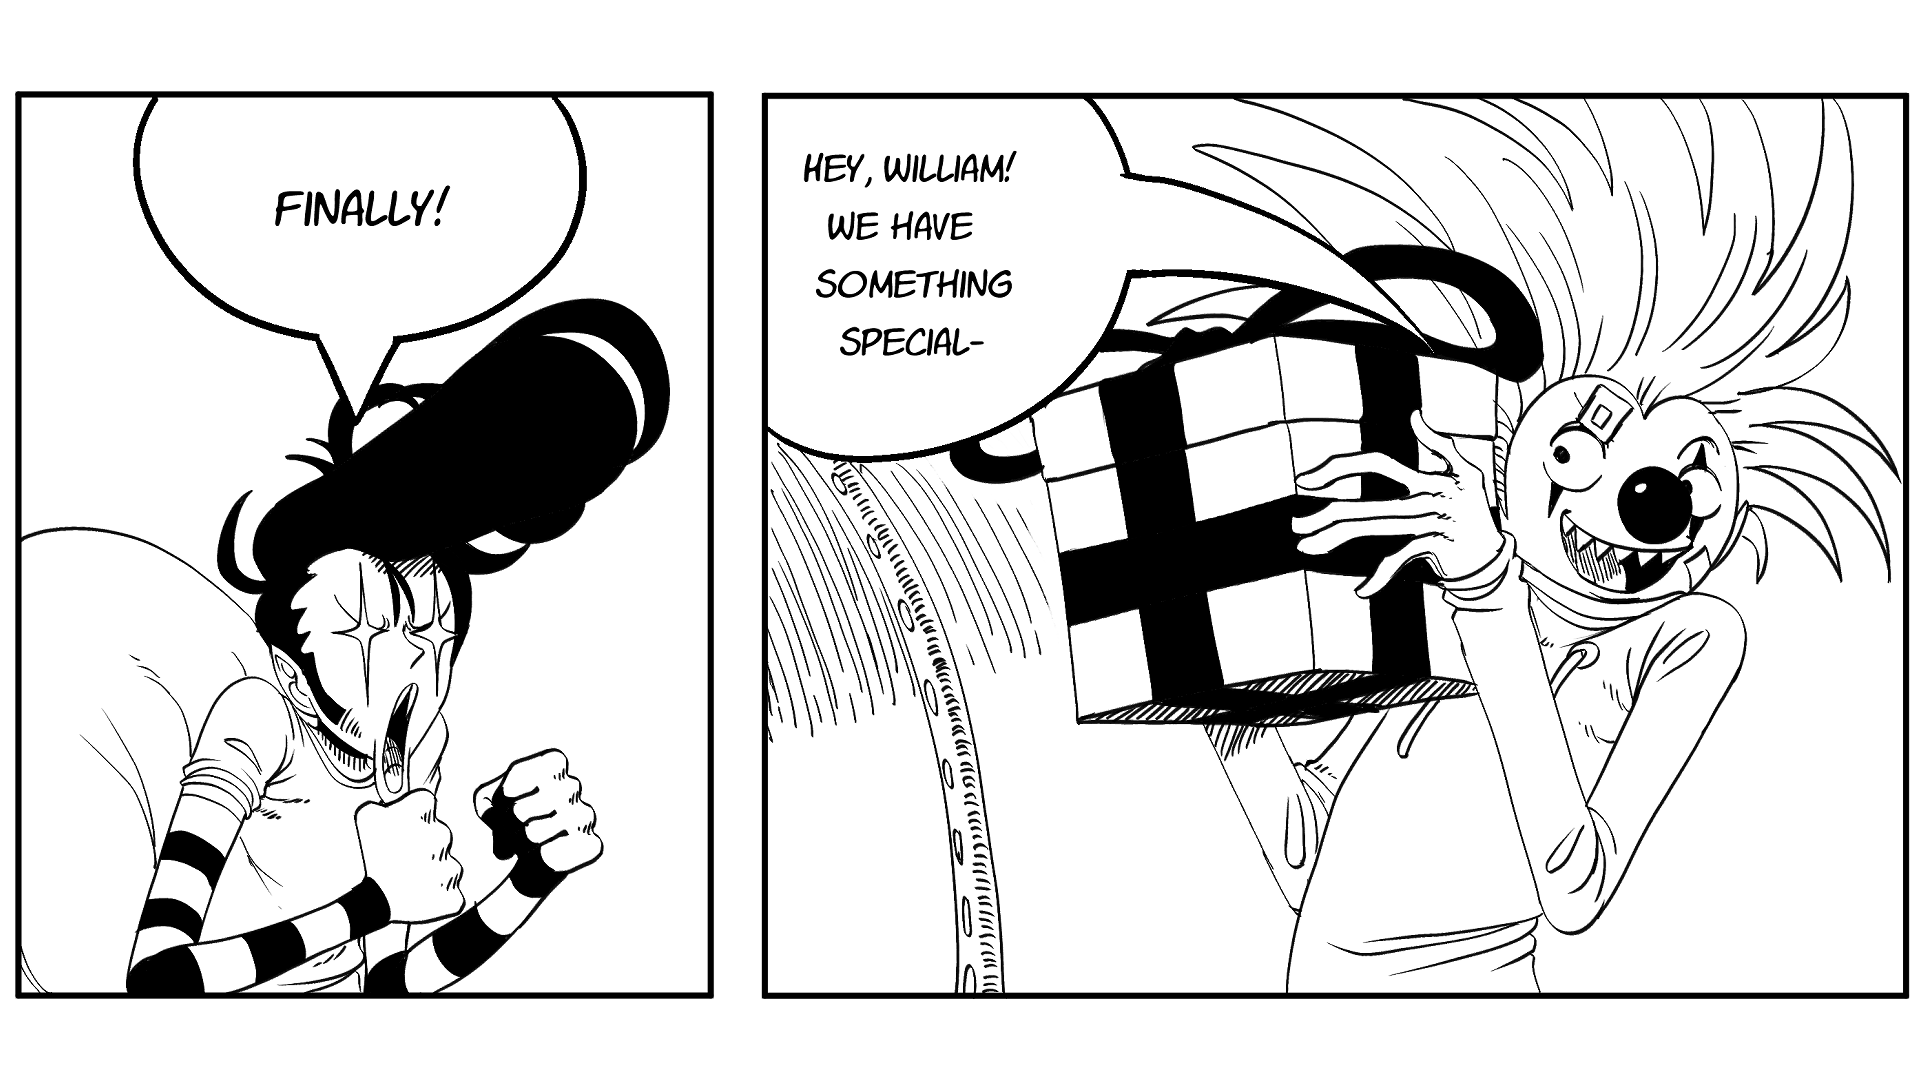 FINALLY!
HEY, WILLIAM!
WE HAVE
SOMETHING
SPECIAL-